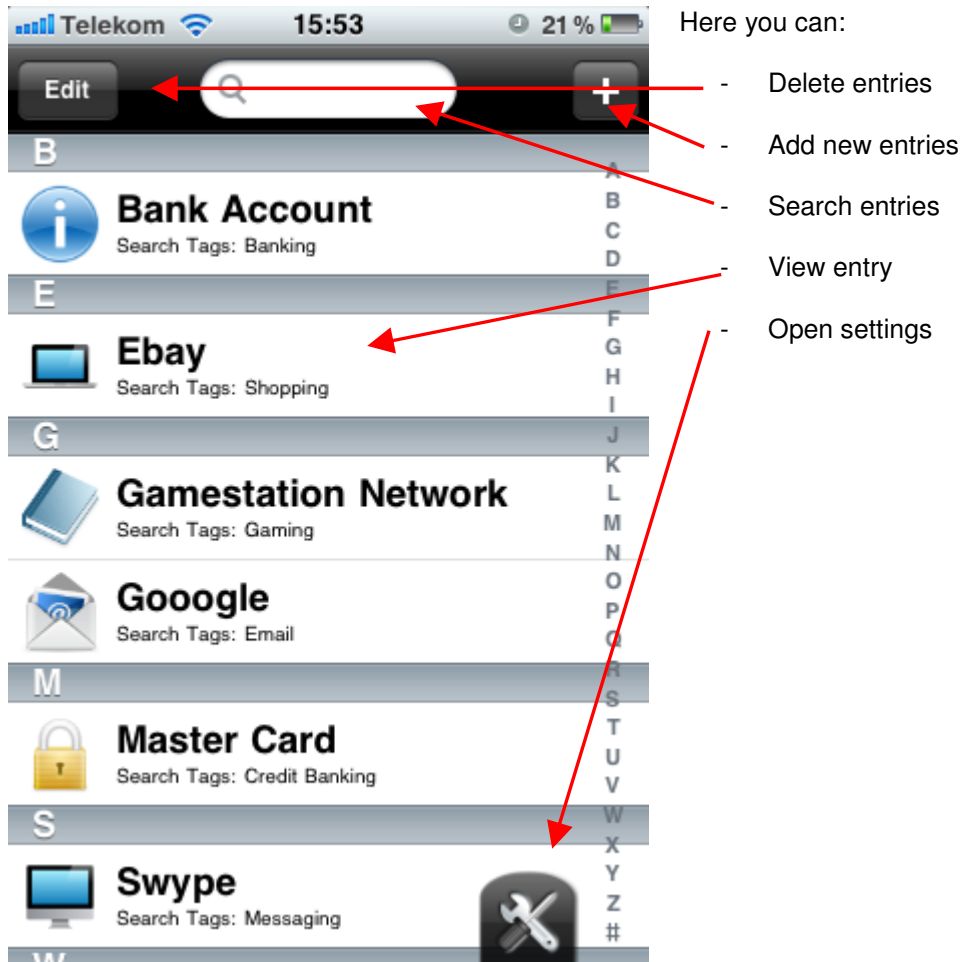 Telekom 15:53 21 %
Edit +
B
Bank Account
Search Tags: Banking
E
Ebay
Search Tags: Shopping
G
Gamestation Network
Search Tags: Gaming
Gooogle
Search Tags: Email
M
Master Card
Search Tags: Credit Banking
S
Swype
Search Tags: Messaging
W
A
B
C
D
E
F
G
H
I
J
K
L
M
N
O
P
Q
R
S
T
U
V
W
X
Y
Z
#
Here you can:
- Delete entries
- Add new entries
- Search entries
- View entry
- Open settings